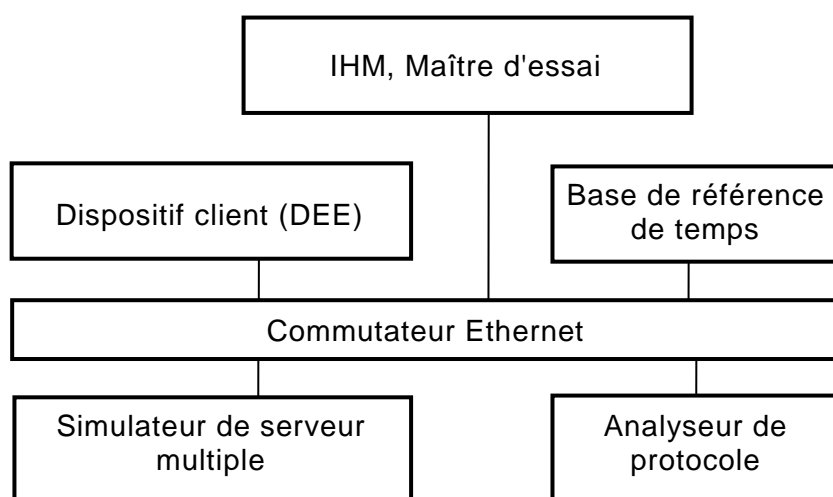 IHM, Maître d'essai
Dispositif client (DEE)
Base de référence
de temps
Commutateur Ethernet
Simulateur de serveur
multiple
Analyseur de
protocole